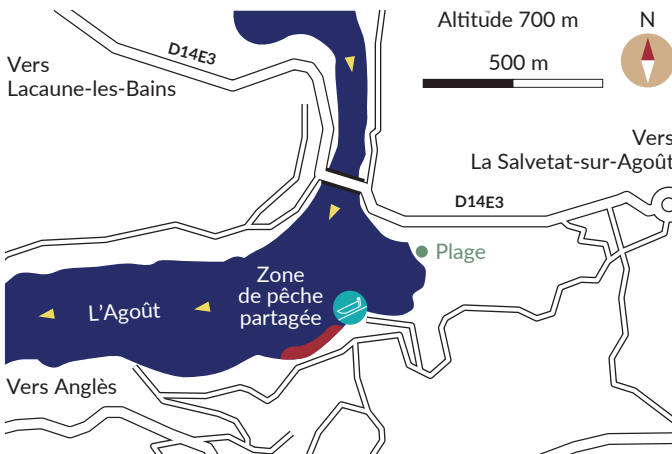 Altitude 700 m
N
500 m
D14E3
Vers
Lacaune-les-Bains
Vers
La Salvetat-sur-Agoût
D14E3
Plage
Zone
de pêche
partagée
L'Agoût
Vers Anglès